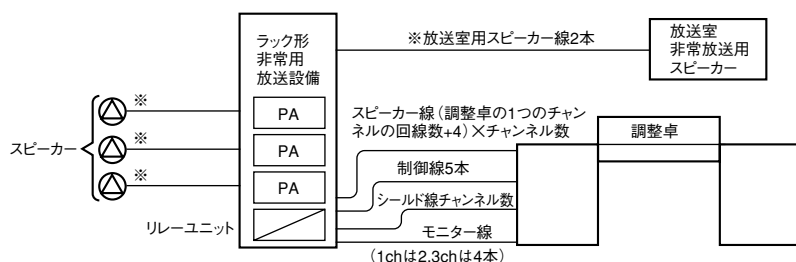 ラック形
非常用
放送設備
※放送室用スピーカー線2本
放送室
非常放送用
スピーカー
※
※
※
スピーカー
PA
PA
PA
リレーユニット
スピーカー線(調整卓の1つのチャン
ネルの回線数+4)×チャンネル数
調整卓
制御線5本
シールド線チャンネル数
モニター線
(1chは2,3chは4本)